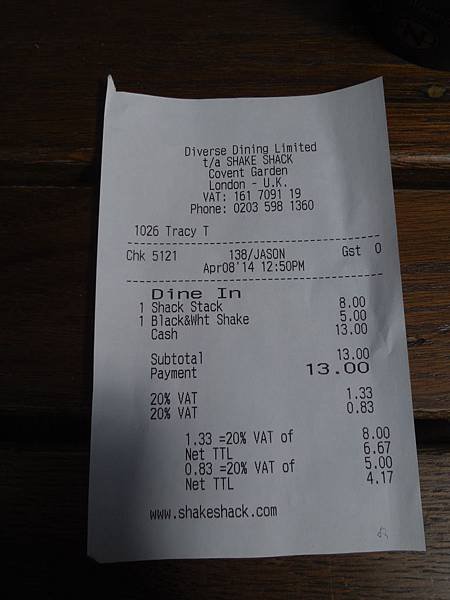 Diverse Dining Limited
t/a SHAKE SHACK
Covent Garden
London - U.K.
VAT: 161 7091 19
Phone: 0203 598 1360
1026 Tracy T
Chk 5121 138/JASON Gst 0
Apr08'14 12:50PM
Dine In
1 Shack Stack 8.00
1 Black&Wht Shake 5.00
Cash 13.00
Subtotal 13.00
Payment 13.00
20% VAT 1.33
20% VAT 0.83
1.33 =20% VAT of 8.00
Net TTL 6.67
0.83 =20% VAT of 5.00
Net TTL 4.17
www.shakeshack.com